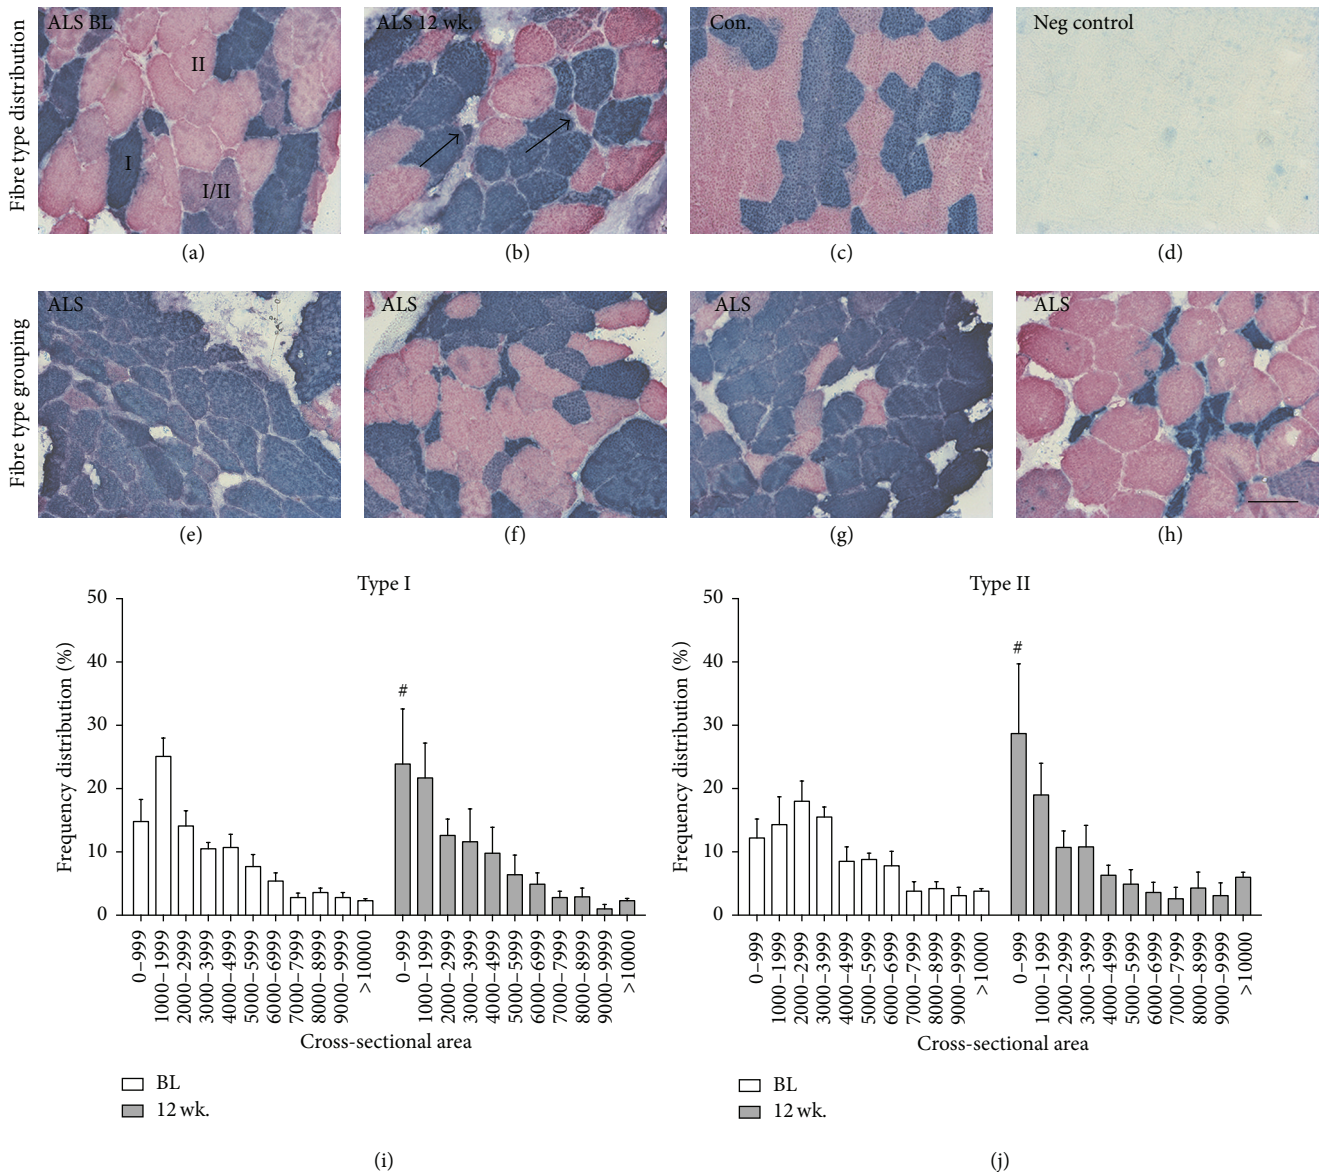 Fibre type distribution
ALS BL
II
I
I/II
(a)
ALS 12 wk.
(b)
Con.
(c)
Neg control
(d)
Fibre type grouping
ALS
(e)
ALS
(f)
ALS
(g)
ALS
(h)
Type I
Frequency distribution (%)
50
40
30
20
10
0
#
0–999
1000–1999
2000–2999
3000–3999
4000–4999
5000–5999
6000–6999
7000–7999
8000–8999
9000–9999
>10000
0–999
1000–1999
2000–2999
3000–3999
4000–4999
5000–5999
6000–6999
7000–7999
8000–8999
9000–9999
>10000
Cross-sectional area
BL
12 wk.
(i)
Type II
Frequency distribution (%)
50
40
30
20
10
0
#
0–999
1000–1999
2000–2999
3000–3999
4000–4999
5000–5999
6000–6999
7000–7999
8000–8999
9000–9999
>10000
0–999
1000–1999
2000–2999
3000–3999
4000–4999
5000–5999
6000–6999
7000–7999
8000–8999
9000–9999
>10000
Cross-sectional area
BL
12 wk.
(j)